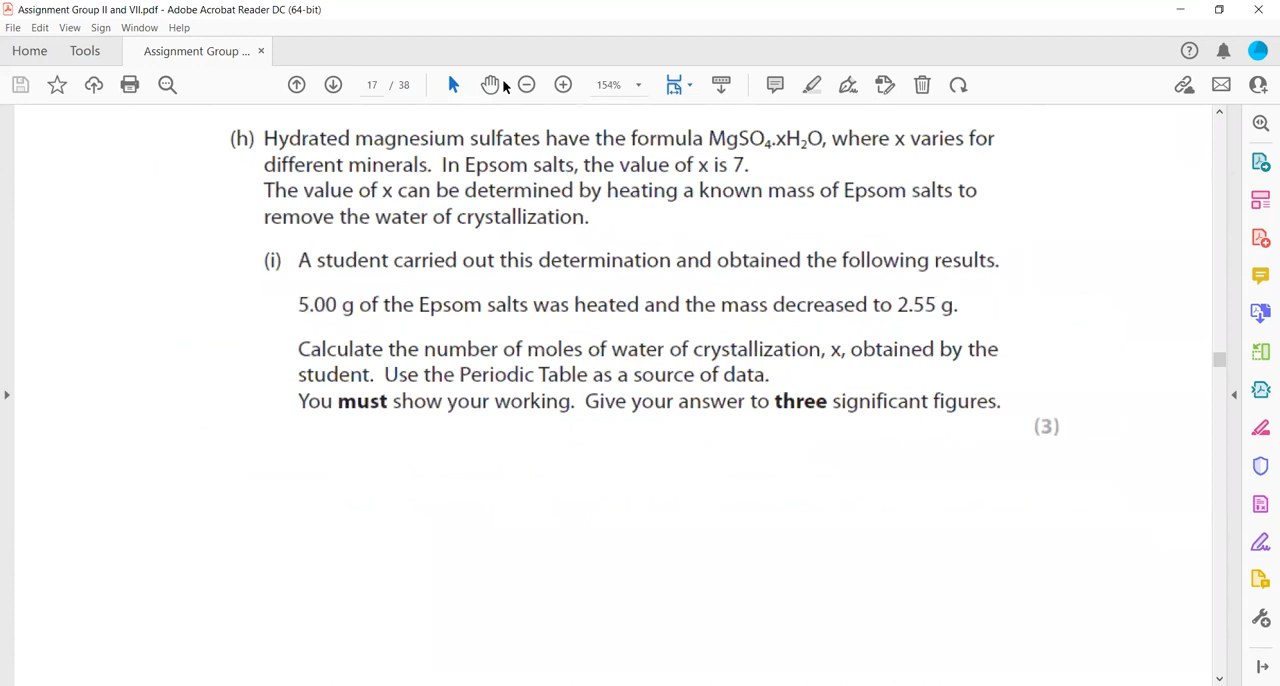 Assignment Group II and VII.pdf - Adobe Acrobat Reader DC (64-bit)
File Edit View Sign Window Help
Home Tools Assignment Group ... ×
17 / 38 154%
(h) Hydrated magnesium sulfates have the formula MgSO₄.xH₂O, where x varies for
different minerals. In Epsom salts, the value of x is 7.
The value of x can be determined by heating a known mass of Epsom salts to
remove the water of crystallization.
(i) A student carried out this determination and obtained the following results.
5.00 g of the Epsom salts was heated and the mass decreased to 2.55 g.
Calculate the number of moles of water of crystallization, x, obtained by the
student. Use the Periodic Table as a source of data.
You must show your working. Give your answer to three significant figures.
(3)